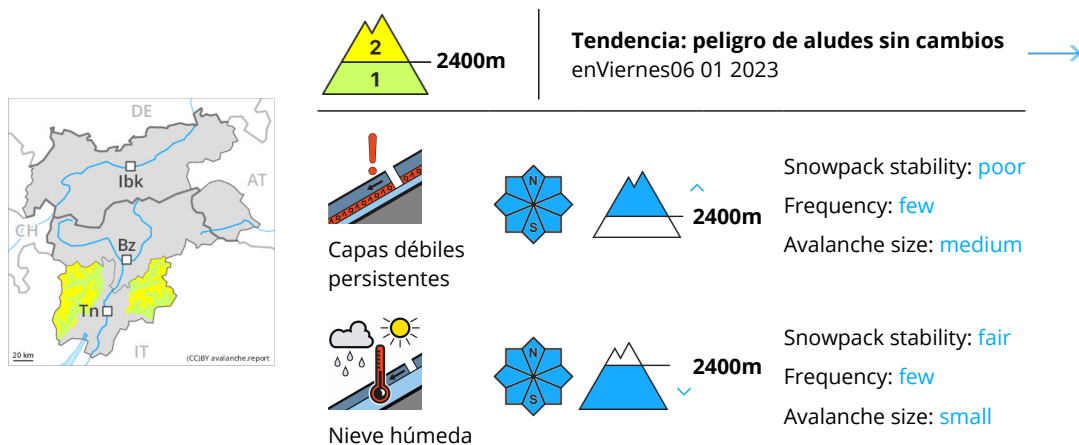 2
1
2400m
Tendencia: peligro de aludes sin cambios
enViernes06 01 2023
DE
Ibk
AT
CH
Bz
Tn
IT
20 km
(CC)BY avalanche.report
Capas débiles
persistentes
N
S
2400m
Snowpack stability: poor
Frequency: few
Avalanche size: medium
Nieve húmeda
N
S
2400m
Snowpack stability: fair
Frequency: few
Avalanche size: small